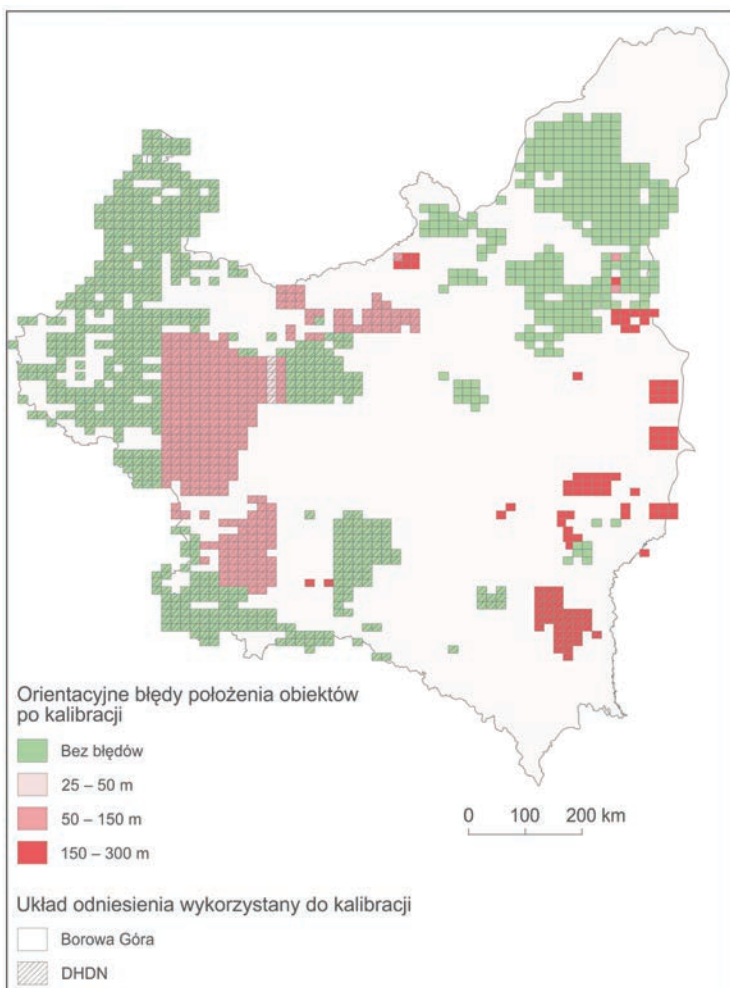 Orientacyjne błędy położenia obiektów
po kalibracji
Bez błędów
25 – 50 m
50 – 150 m
150 – 300 m
0 100 200 km
Układ odniesienia wykorzystany do kalibracji
Borowa Góra
DHDN